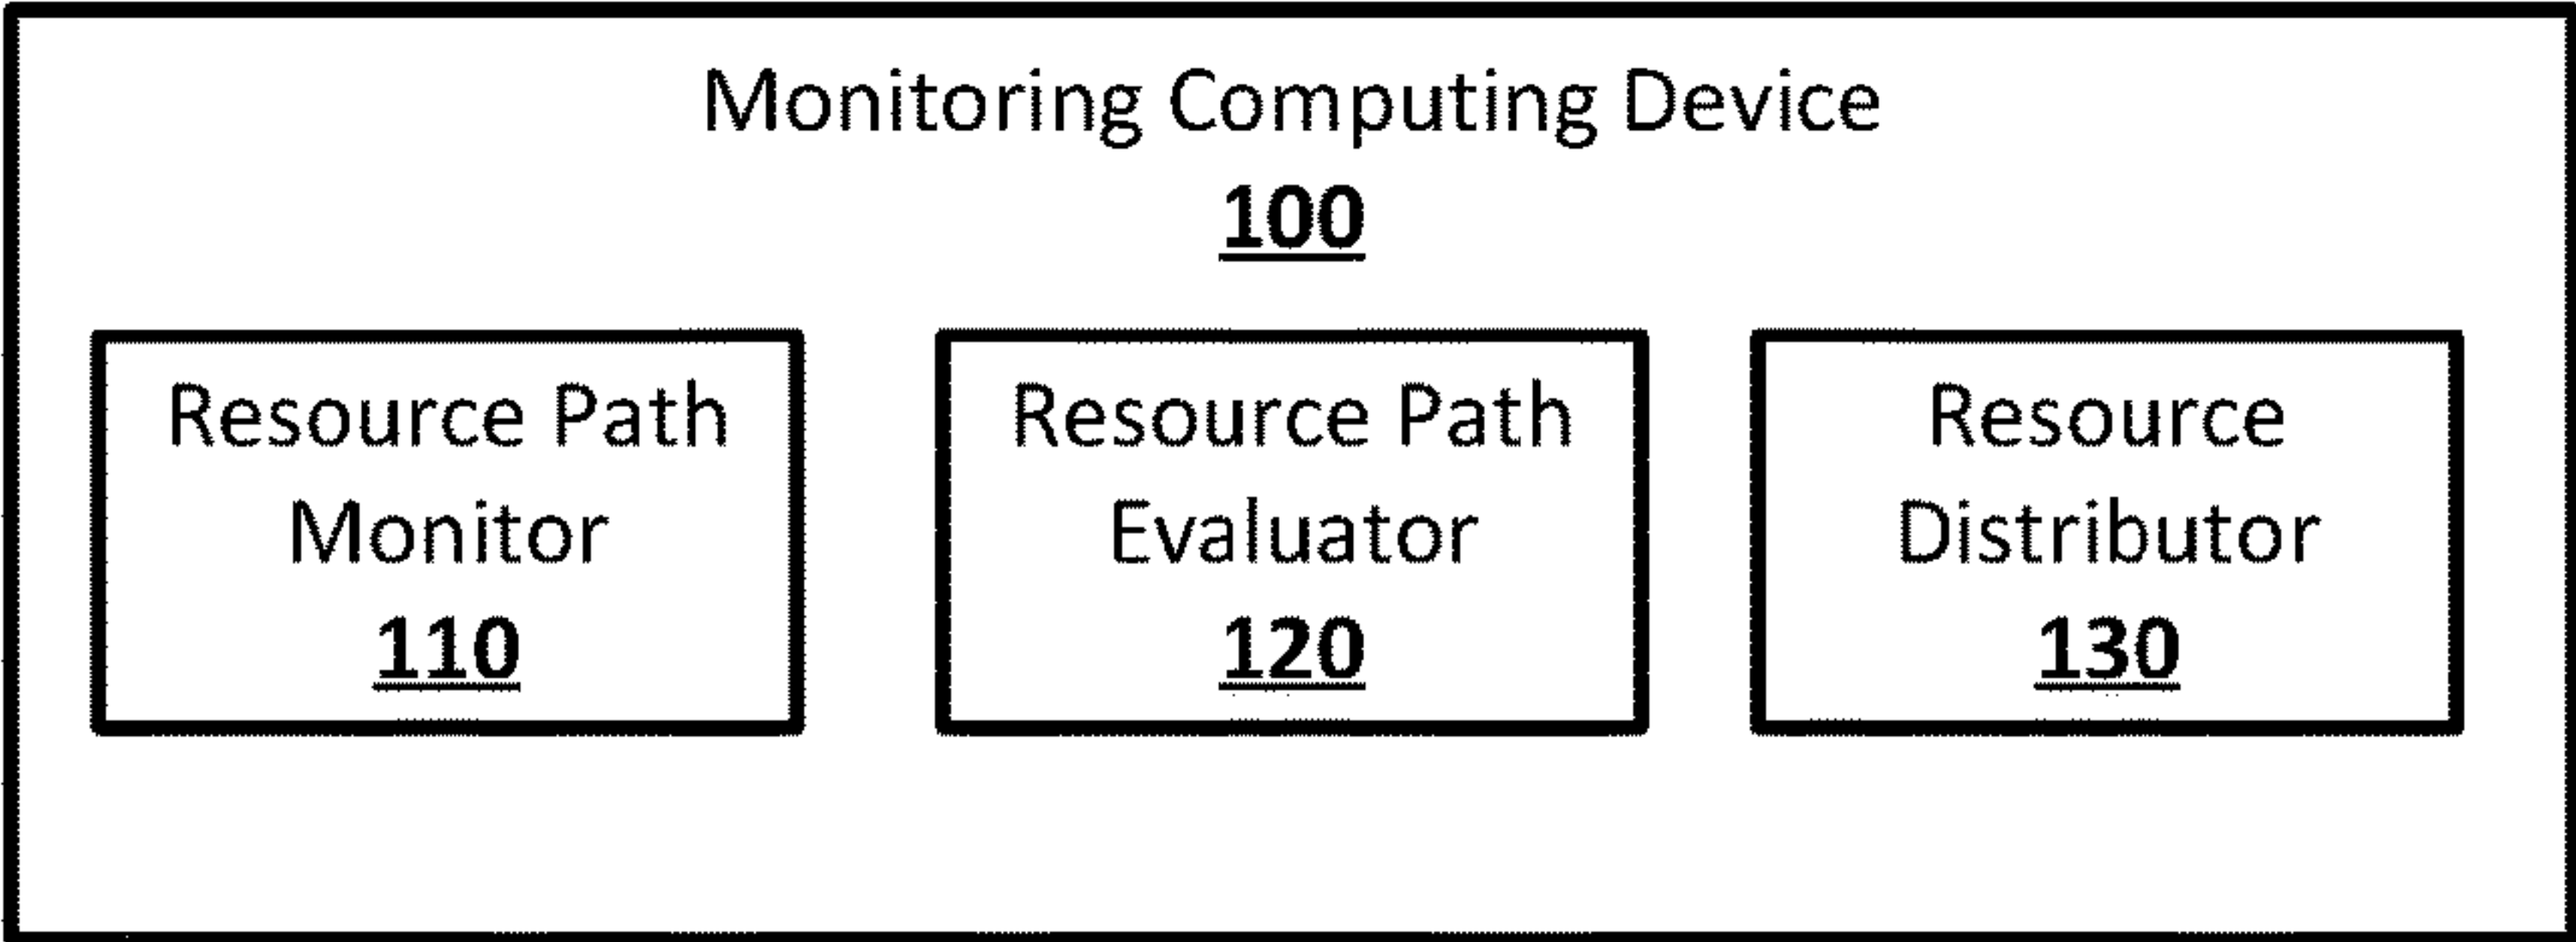 Monitoring Computing Device
100
Resource Path
Monitor
110
Resource Path
Evaluator
120
Resource
Distributor
130